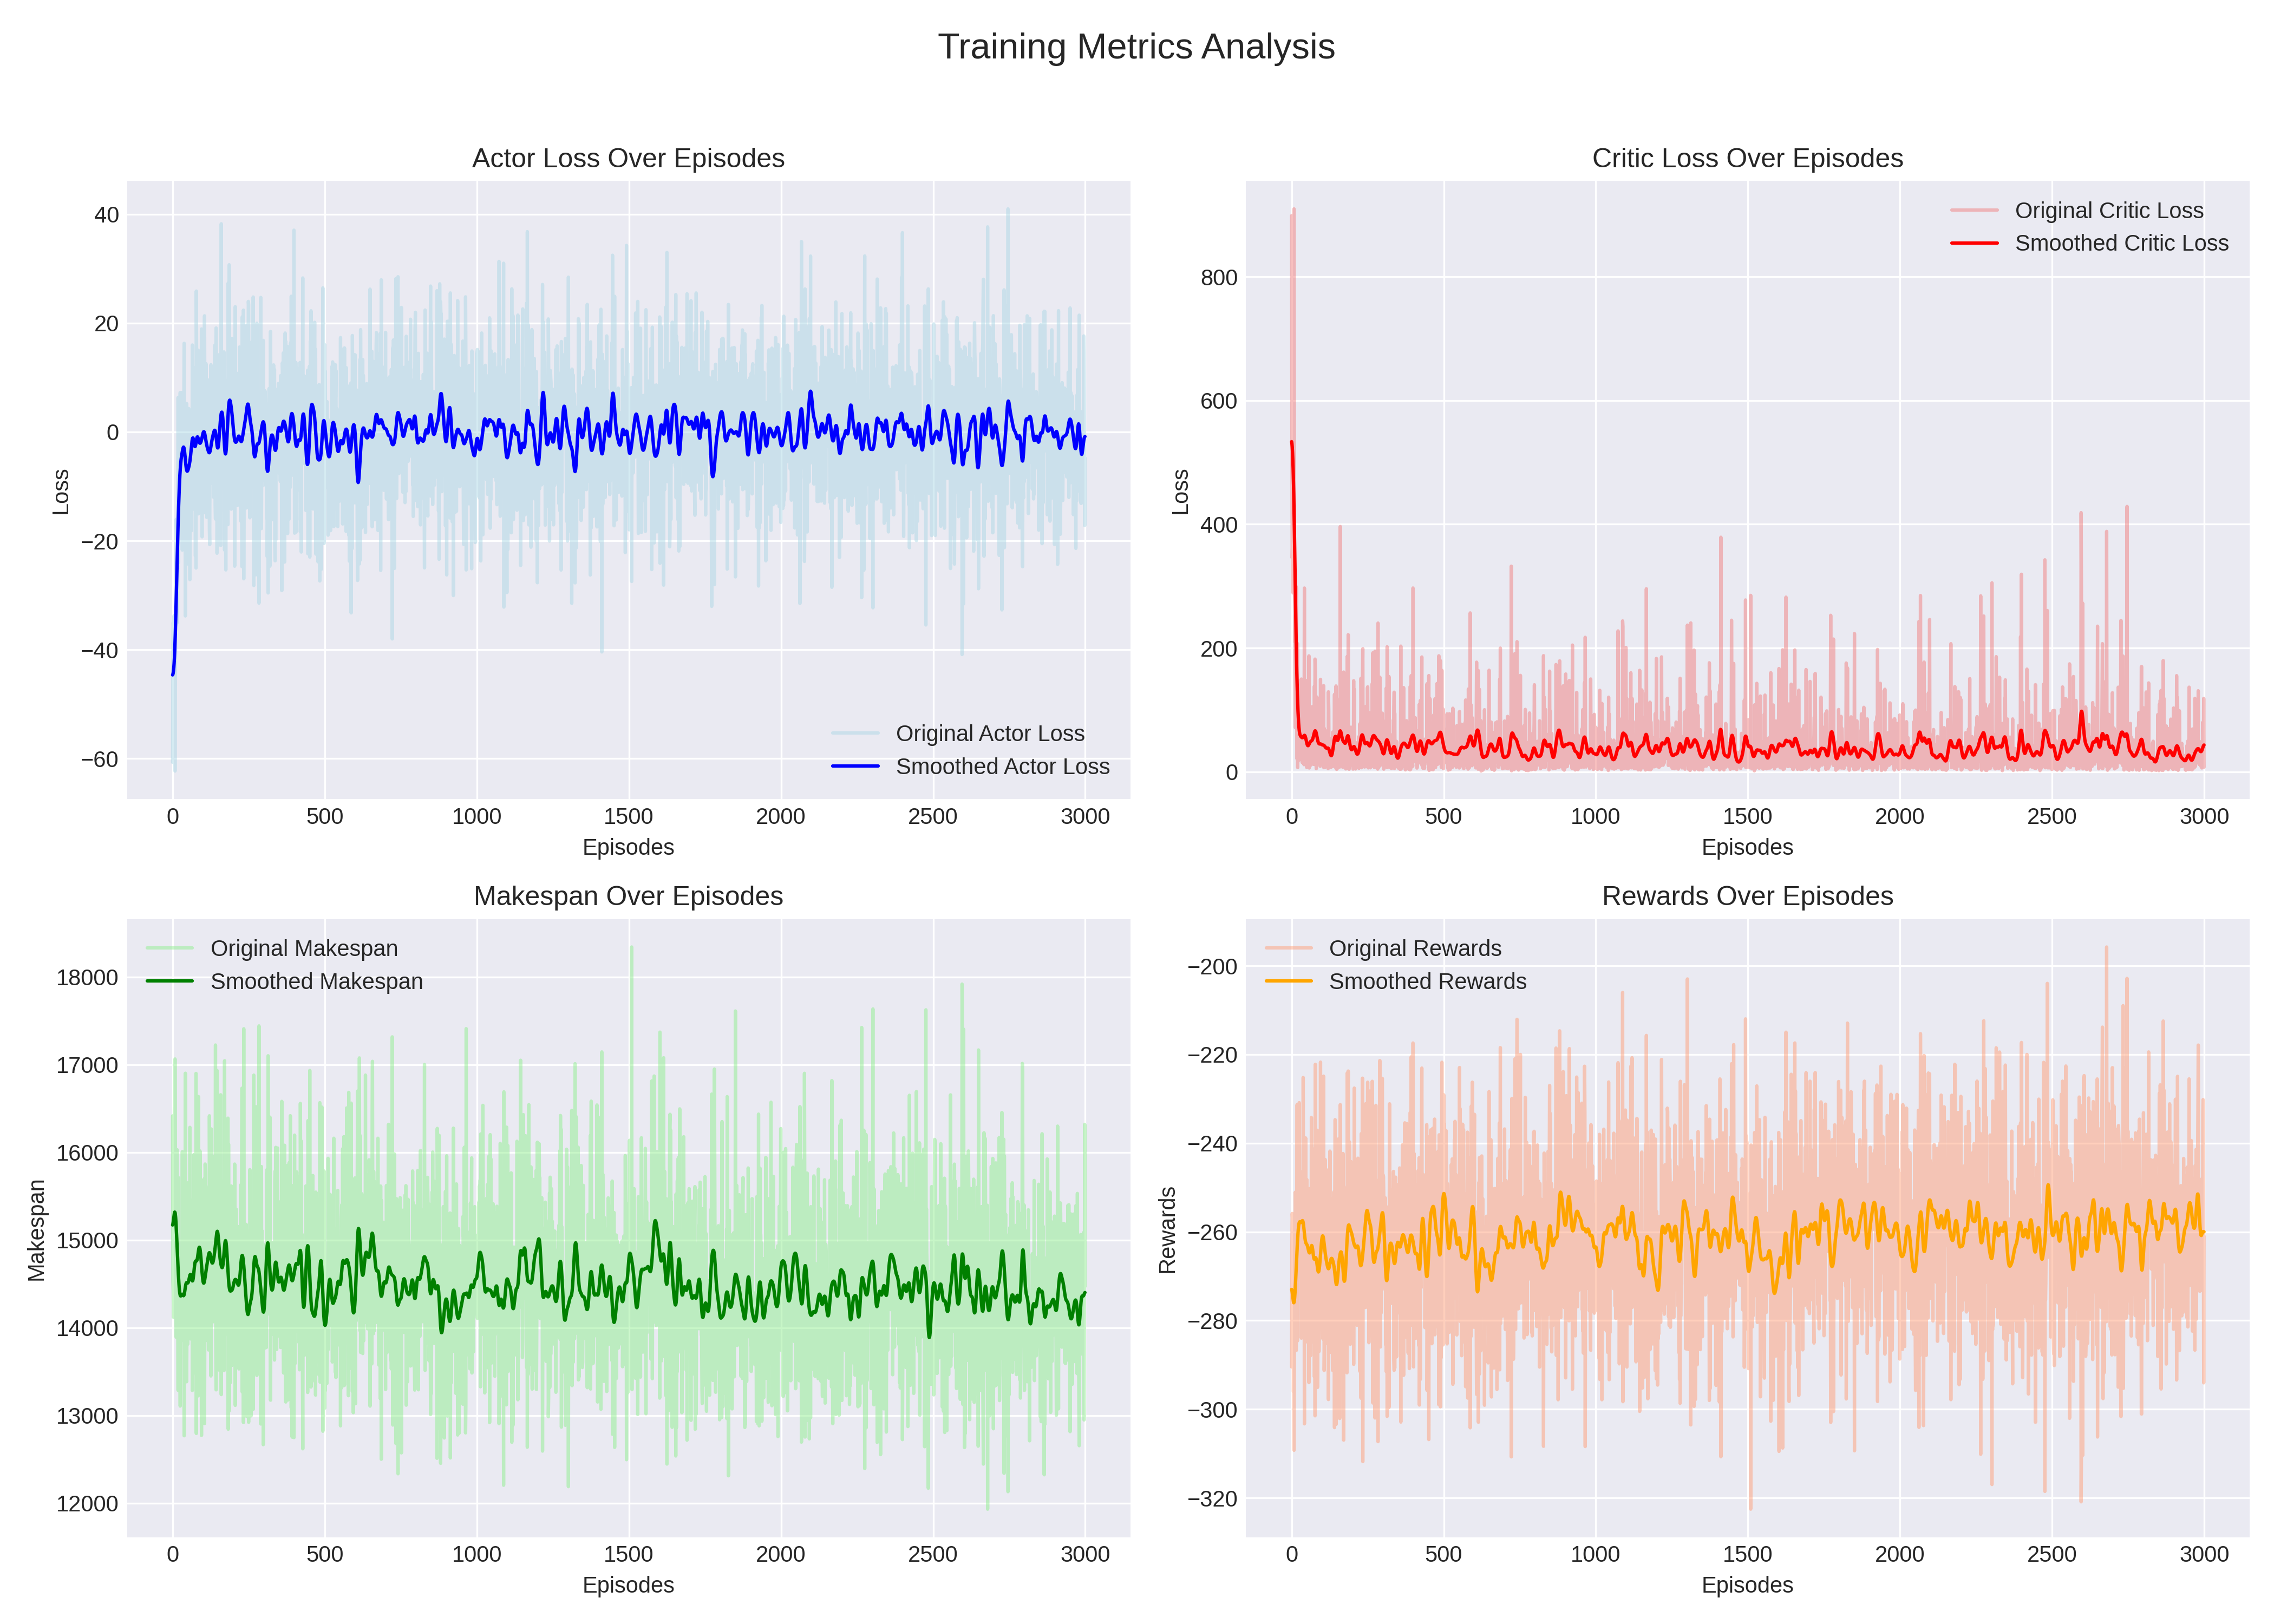 Training Metrics Analysis
Actor Loss Over Episodes
Loss
40
20
0
−20
−40
−60
Original Actor Loss
Smoothed Actor Loss
0 500 1000 1500 2000 2500 3000
Episodes
Critic Loss Over Episodes
Loss
800
600
400
200
0
Original Critic Loss
Smoothed Critic Loss
0 500 1000 1500 2000 2500 3000
Episodes
Makespan Over Episodes
Makespan
18000
17000
16000
15000
14000
13000
12000
Original Makespan
Smoothed Makespan
0 500 1000 1500 2000 2500 3000
Episodes
Rewards Over Episodes
Rewards
−200
−220
−240
−260
−280
−300
−320
Original Rewards
Smoothed Rewards
0 500 1000 1500 2000 2500 3000
Episodes